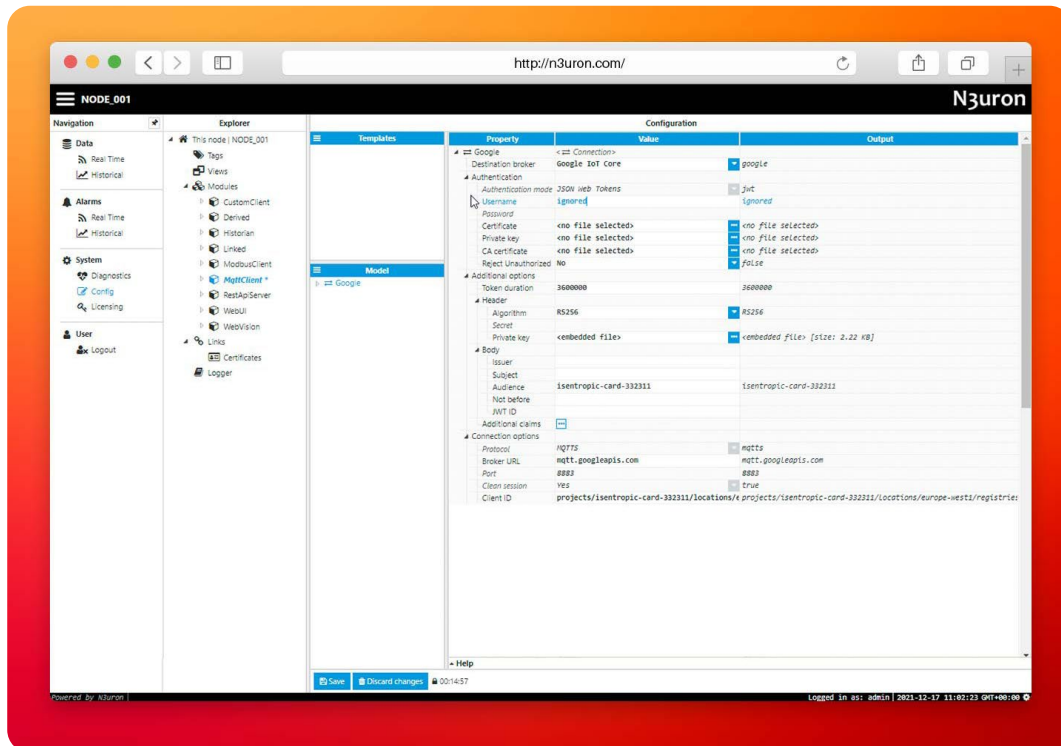 http://n3uron.com/
NODE_001
N3uron
Navigation
Data
Real Time
Historical
Alarms
Real Time
Historical
System
Diagnostics
Config
Licensing
User
Logout
Explorer
This node | NODE_001
Tags
Views
Modules
CustomClient
Derived
Historian
Linked
ModbusClient
MqttClient *
RestApiServer
WebUI
WebVision
Links
Certificates
Logger
Configuration
Templates
Model
Google
Property Value Output
Google <⇄ Connection>
Destination broker Google IoT Core google
Authentication
Authentication mode JSON Web Tokens jwt
Username ignored ignored
Password
Certificate <no file selected> <no file selected>
Private key <no file selected> <no file selected>
CA certificate <no file selected> <no file selected>
Reject Unauthorized No false
Additional options
Token duration 3600000 3600000
Header
Algorithm RS256 RS256
Secret
Private key <embedded file> <embedded file> [size: 2.22 KB]
Body
Issuer
Subject
Audience isentropic-card-332311 isentropic-card-332311
Not before
JWT ID
Additional claims
Connection options
Protocol MQTTS mqtts
Broker URL mqtt.googleapis.com mqtt.googleapis.com
Port 8883 8883
Clean session Yes true
Client ID projects/isentropic-card-332311/locations/e projects/isentropic-card-332311/locations/europe-west1/registries
Help
Save Discard changes 00:14:57
Powered by N3uron | Logged in as: admin | 2021-12-17 11:02:23 GMT+00:00